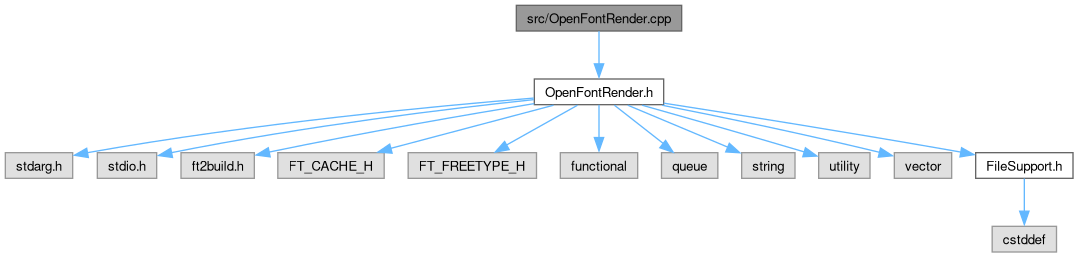 src/OpenFontRender.cpp
OpenFontRender.h
stdarg.h
stdio.h
ft2build.h
FT_CACHE_H
FT_FREETYPE_H
functional
queue
string
utility
vector
FileSupport.h
cstddef